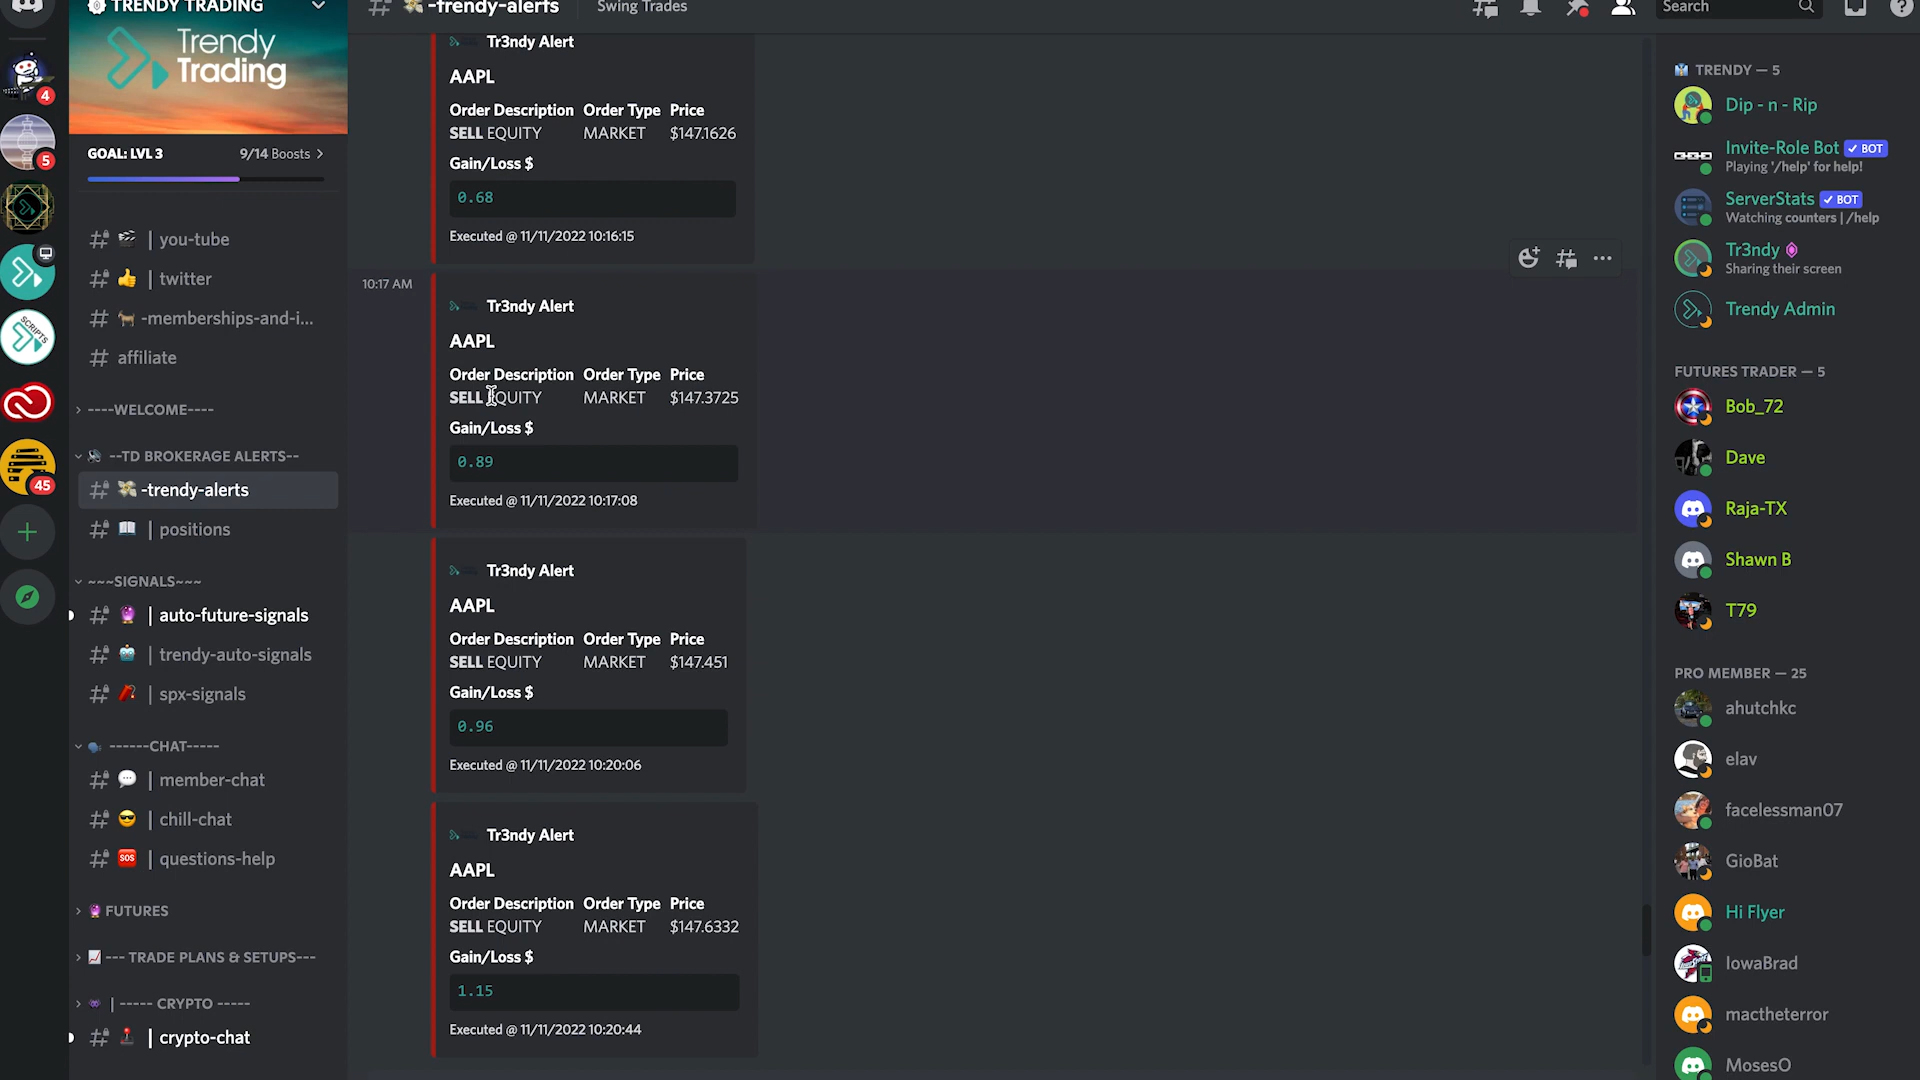 TRENDY TRADING
Trendy
Trading
GOAL: LVL 3
9/14 Boosts
4
5
SCRIPTS
45
| you-tube
| twitter
-memberships-and-i...
affiliate
----WELCOME----
--TD BROKERAGE ALERTS--
-trendy-alerts
| positions
~~~SIGNALS~~~
| auto-future-signals
| trendy-auto-signals
| spx-signals
------CHAT-----
| member-chat
| chill-chat
SOS | questions-help
FUTURES
--- TRADE PLANS & SETUPS---
| ----- CRYPTO -----
| crypto-chat
-trendy-alerts
Swing Trades
Search
Tr3ndy Alert
AAPL
Order Description Order Type Price
SELL EQUITY MARKET $147.1626
Gain/Loss $
0.68
Executed @ 11/11/2022 10:16:15
10:17 AM
Tr3ndy Alert
AAPL
Order Description Order Type Price
SELL EQUITY MARKET $147.3725
Gain/Loss $
0.89
Executed @ 11/11/2022 10:17:08
Tr3ndy Alert
AAPL
Order Description Order Type Price
SELL EQUITY MARKET $147.451
Gain/Loss $
0.96
Executed @ 11/11/2022 10:20:06
Tr3ndy Alert
AAPL
Order Description Order Type Price
SELL EQUITY MARKET $147.6332
Gain/Loss $
1.15
Executed @ 11/11/2022 10:20:44
TRENDY — 5
Dip - n - Rip
Invite-Role Bot ✓ BOT
Playing '/help' for help!
ServerStats ✓ BOT
Watching counters | /help
Tr3ndy
Sharing their screen
Trendy Admin
FUTURES TRADER — 5
Bob_72
Dave
Raja-TX
Shawn B
T79
PRO MEMBER — 25
ahutchkc
elav
facelessman07
GioBat
Hi Flyer
IowaBrad
mactheterror
MosesO